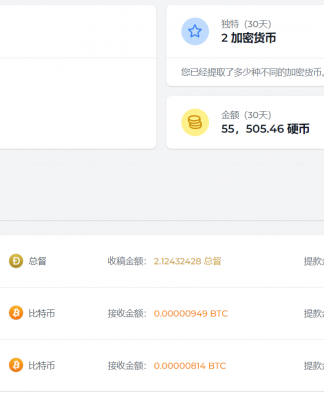 独特（30天）
2 加密货币
您已经提取了多少种不同的加密货币。
金额（30天）
55，505.46 硬币
总督 收稿金额： 2.12432428 总督 提款
比特币 接收金额： 0.00000949 BTC 提款
比特币 接收金额： 0.00000814 BTC 提款